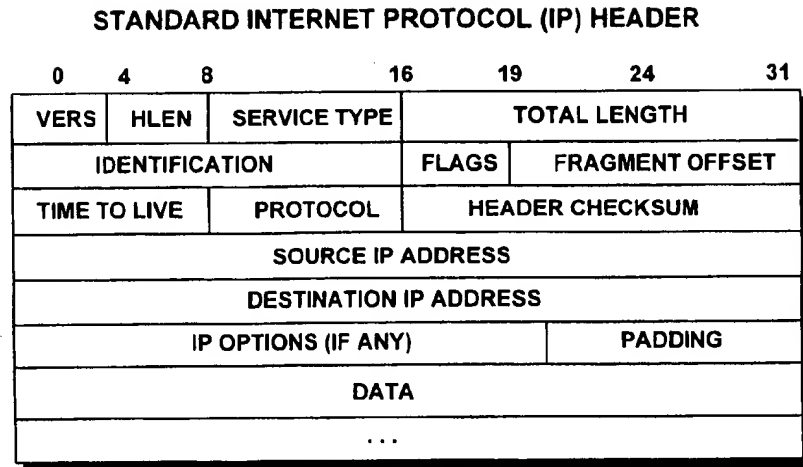 STANDARD INTERNET PROTOCOL (IP) HEADER
0 4 8 16 19 24 31
VERS HLEN SERVICE TYPE TOTAL LENGTH
IDENTIFICATION FLAGS FRAGMENT OFFSET
TIME TO LIVE PROTOCOL HEADER CHECKSUM
SOURCE IP ADDRESS
DESTINATION IP ADDRESS
IP OPTIONS (IF ANY) PADDING
DATA
...